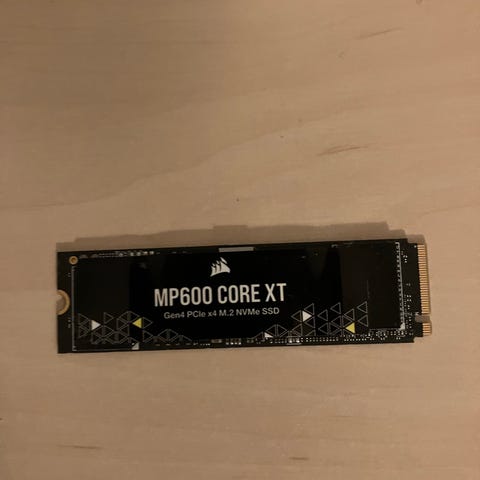 MP600 CORE XT
Gen4 PCIe x4 M.2 NVMe SSD